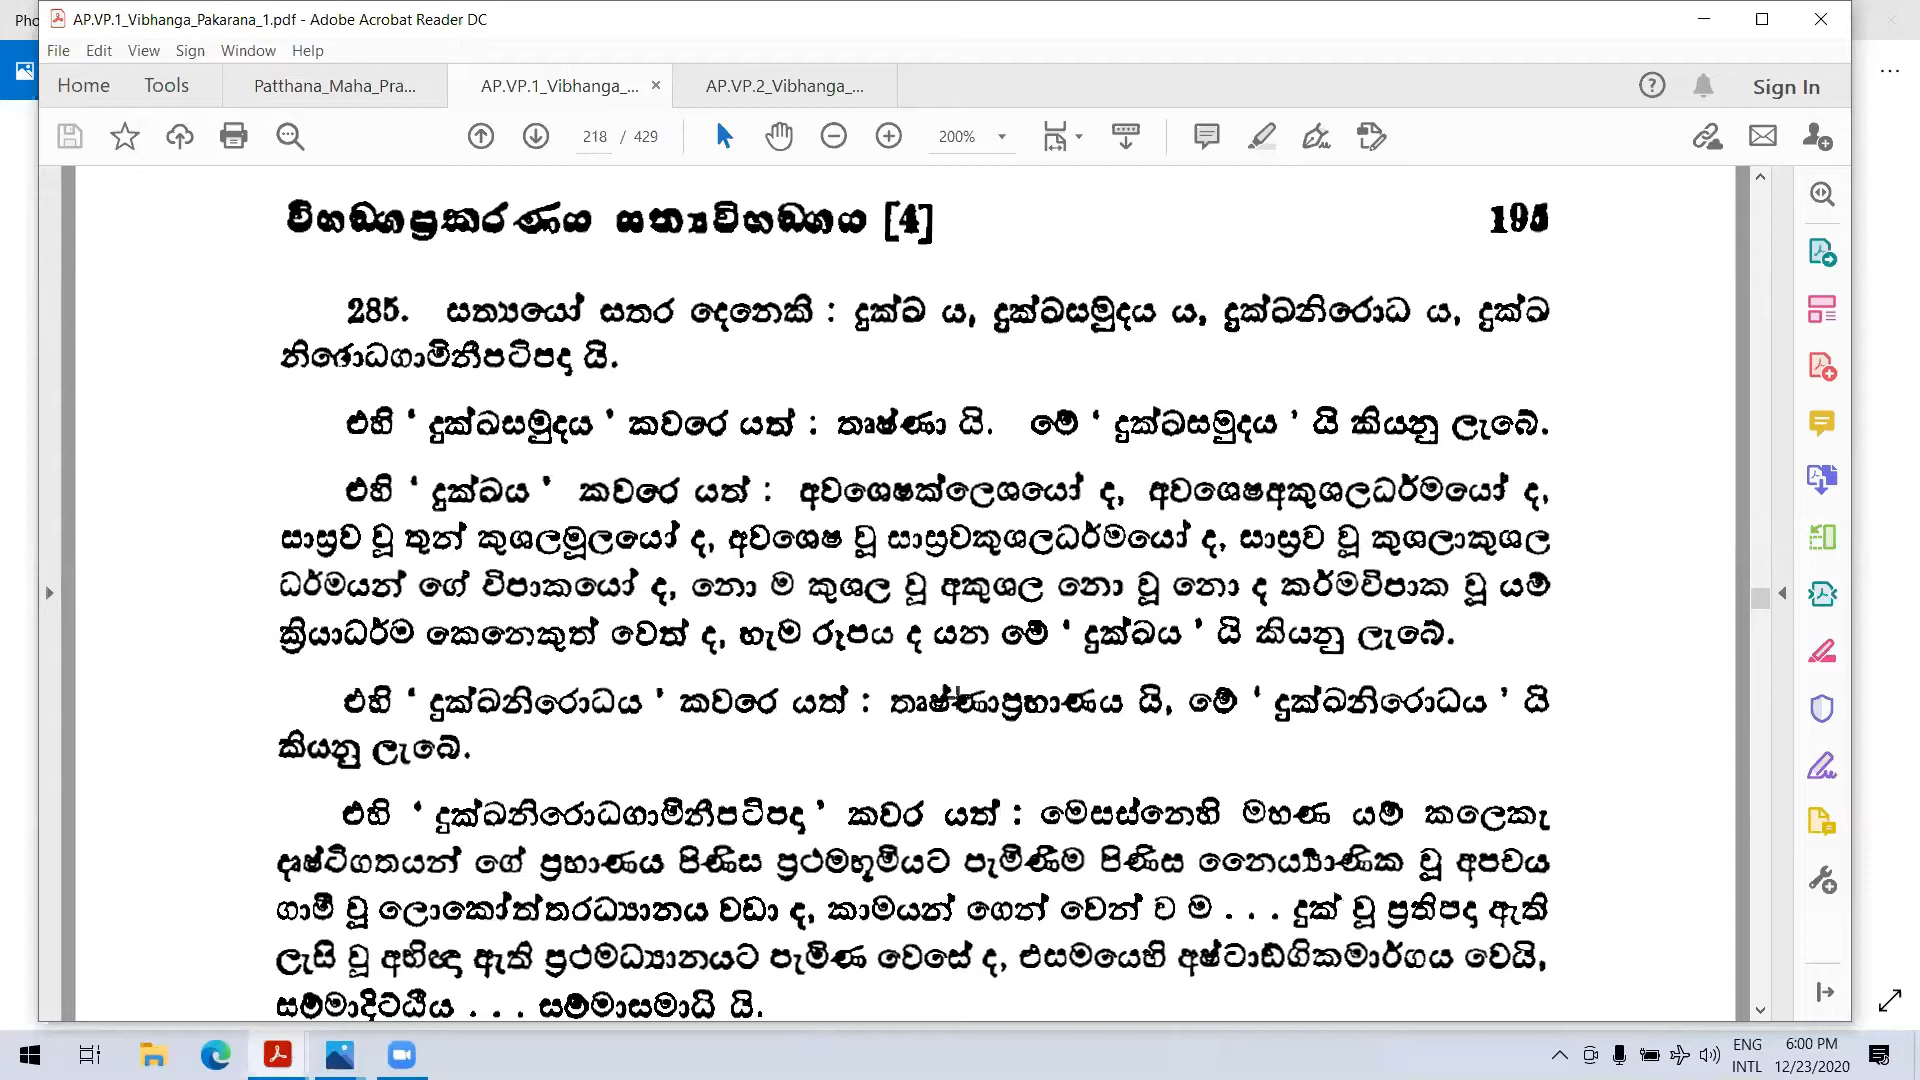 Pho
AP.VP.1_Vibhanga_Pakarana_1.pdf - Adobe Acrobat Reader DC
File Edit View Sign Window Help
Home Tools Patthana_Maha_Pra... AP.VP.1_Vibhanga_... × AP.VP.2_Vibhanga_... Sign In
218 / 429 200%
විභඞ්ගප්‍රකරණය සත්‍යවිභඞ්ගය [4] 195
285. සත්‍යයෝ සතර දෙනෙකි : දුක්ඛ ය, දුක්ඛසමුදය ය, දුක්ඛනිරොධ ය, දුක්ඛ
නිරොධගාමිනීපටිපදා යි.
එහි ‘ දුක්ඛසමුදය ’ කවරෙ යත් : තෘෂ්ණා යි. මේ ‘ දුක්ඛසමුදය ’ යි කියනු ලැබේ.
එහි ‘ දුක්ඛය ’ කවරෙ යත් : අවශෙෂක්ලෙශයෝ ද, අවශෙෂඅකුශලධර්මයෝ ද,
සාස්‍රව වූ තුන් කුශලමූලයෝ ද, අවශෙෂ වූ සාස්‍රවකුශලධර්මයෝ ද, සාස්‍රව වූ කුශලාකුශල
ධර්මයන් ගේ විපාකයෝ ද, නො ම කුශල වූ අකුශල නො වූ නො ද කර්මවිපාක වූ යම්
ක්‍රියාධර්ම කෙනෙකුත් වෙත් ද, හැම රූපය ද යන මේ ‘ දුක්ඛය ’ යි කියනු ලැබේ.
එහි ‘ දුක්ඛනිරොධය ’ කවරෙ යත් : තෘෂ්ණාප්‍රහාණය යි, මේ ‘ දුක්ඛනිරොධය ’ යි
කියනු ලැබේ.
එහි ‘ දුක්ඛනිරොධගාමිනීපටිපදා ’ කවර යත් : මෙසස්නෙහි මහණ යම් කලෙකැ
දෘෂ්ටිගතයන් ගේ ප්‍රහාණය පිණිස ප්‍රථමභූමියට පැමිණීම පිණිස නෛර්‍ය්‍යාණික වූ අපචය
ගාමී වූ ලොකෝත්තරධ්‍යානය වඩා ද, කාමයන් ගෙන් වෙන් ව ම . . . දුක් වූ ප්‍රතිපදා ඇති
ලැසි වූ අභිඥා ඇති ප්‍රථමධ්‍යානයට පැමිණ වෙසේ ද, එසමයෙහි අෂ්ටාඞ්ගිකමාර්ගය වෙයි,
සම්මාදිට්ඨිය . . . සම්මාසමාධි යි.
ENG 6:00 PM
INTL 12/23/2020